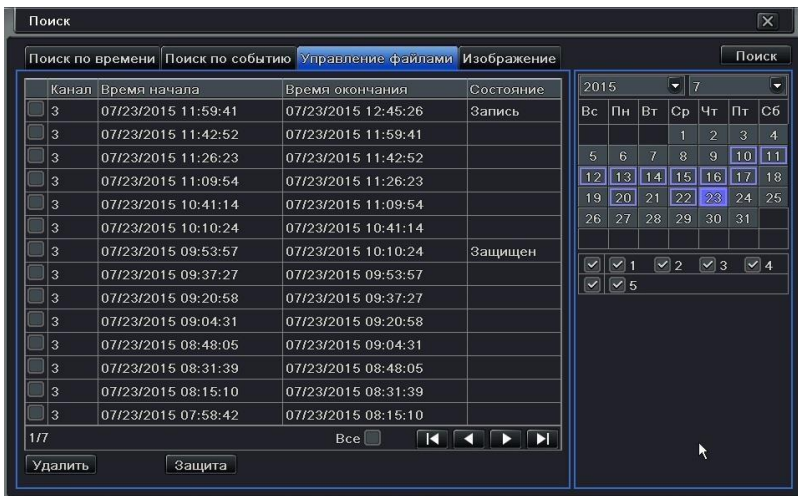 Поиск
Поиск по времени Поиск по событию Управление файлами Изображение Поиск
Канал Время начала Время окончания Состояние
3 07/23/2015 11:59:41 07/23/2015 12:45:26 Запись
3 07/23/2015 11:42:52 07/23/2015 11:59:41
3 07/23/2015 11:26:23 07/23/2015 11:42:52
3 07/23/2015 11:09:54 07/23/2015 11:26:23
3 07/23/2015 10:41:14 07/23/2015 11:09:54
3 07/23/2015 10:10:24 07/23/2015 10:41:14
3 07/23/2015 09:53:57 07/23/2015 10:10:24 Защищен
3 07/23/2015 09:37:27 07/23/2015 09:53:57
3 07/23/2015 09:20:58 07/23/2015 09:37:27
3 07/23/2015 09:04:31 07/23/2015 09:20:58
3 07/23/2015 08:48:05 07/23/2015 09:04:31
3 07/23/2015 08:31:39 07/23/2015 08:48:05
3 07/23/2015 08:15:10 07/23/2015 08:31:39
3 07/23/2015 07:58:42 07/23/2015 08:15:10
1/7 Все
Удалить Защита
2015 7
Вс Пн Вт Ср Чт Пт Сб
1 2 3 4
5 6 7 8 9 10 11
12 13 14 15 16 17 18
19 20 21 22 23 24 25
26 27 28 29 30 31
1 2 3 4
5